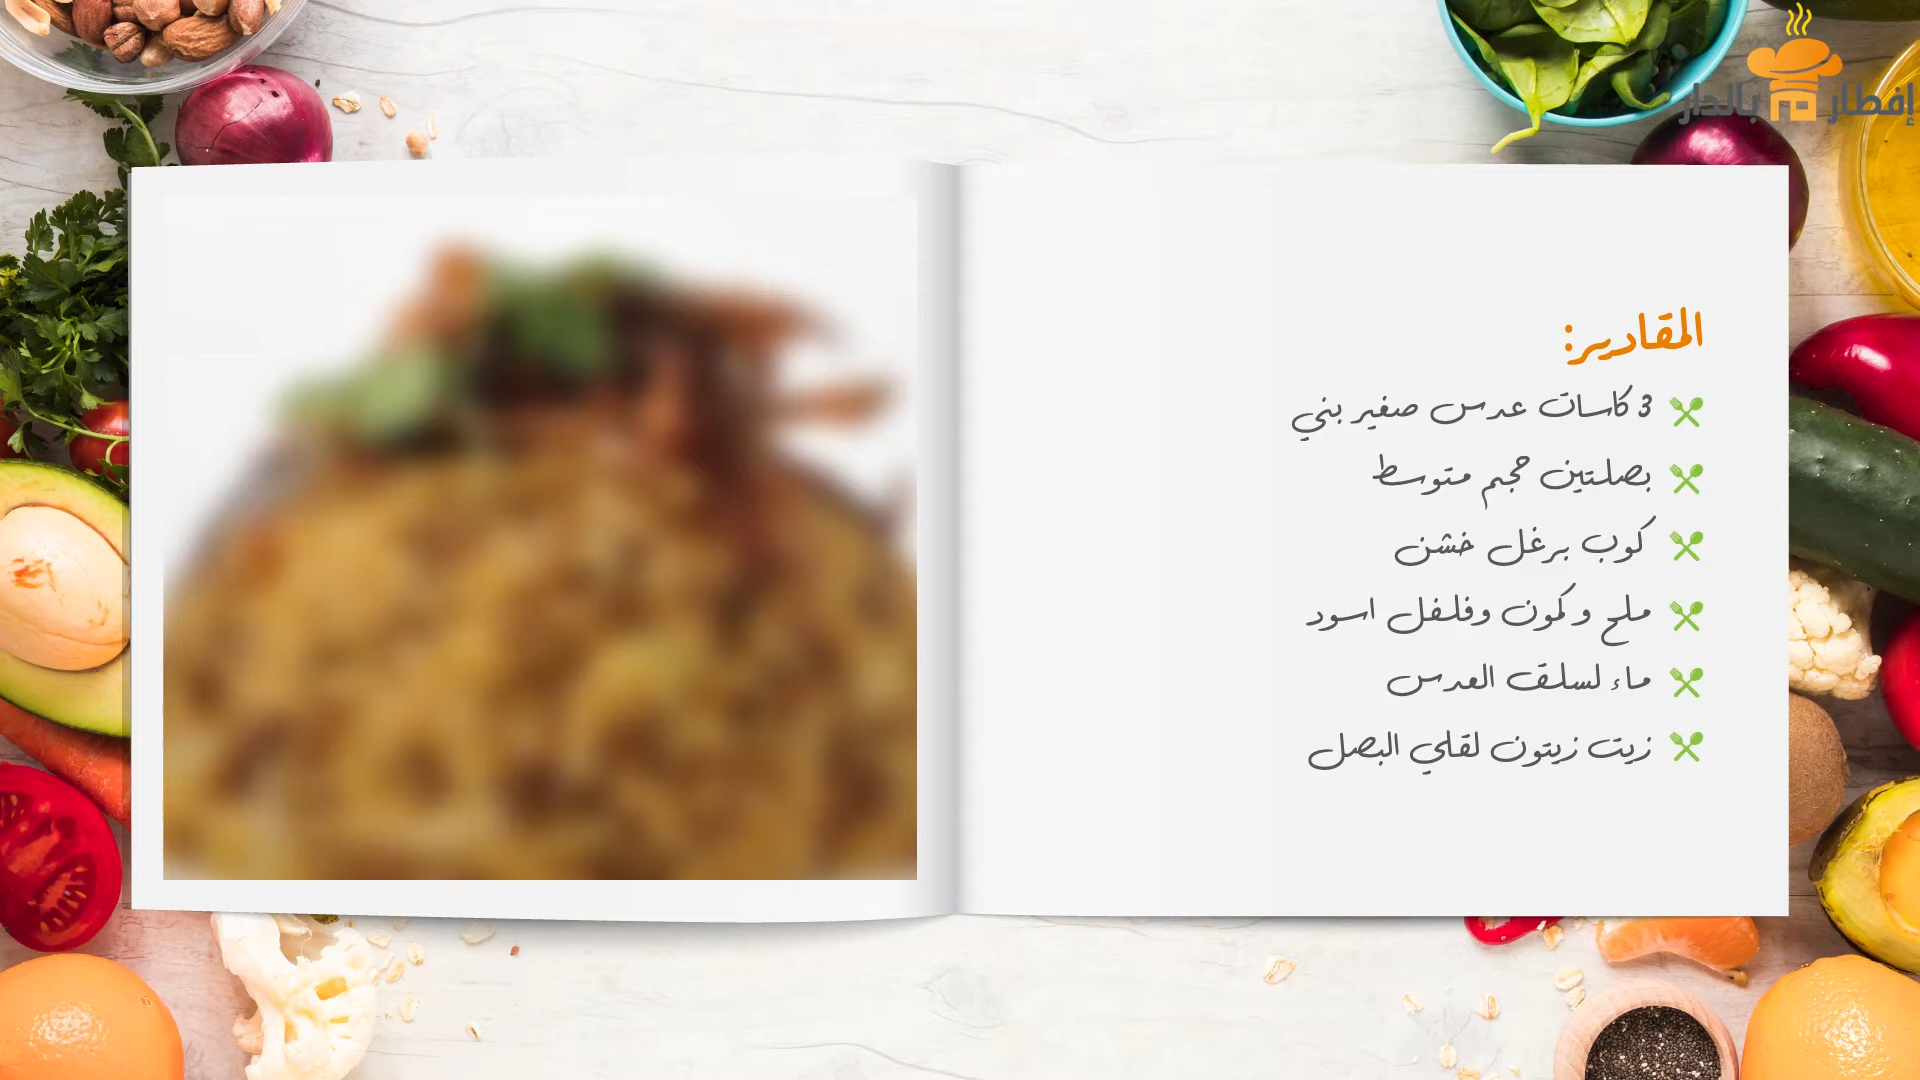 إفطار بالدار
المقادير:
3 كاسات عدس صغير بني
بصلتين حجم متوسط
كوب برغل خشن
ملح وكمون وفلفل اسود
ماء لسلق العدس
زيت زيتون لقلي البصل